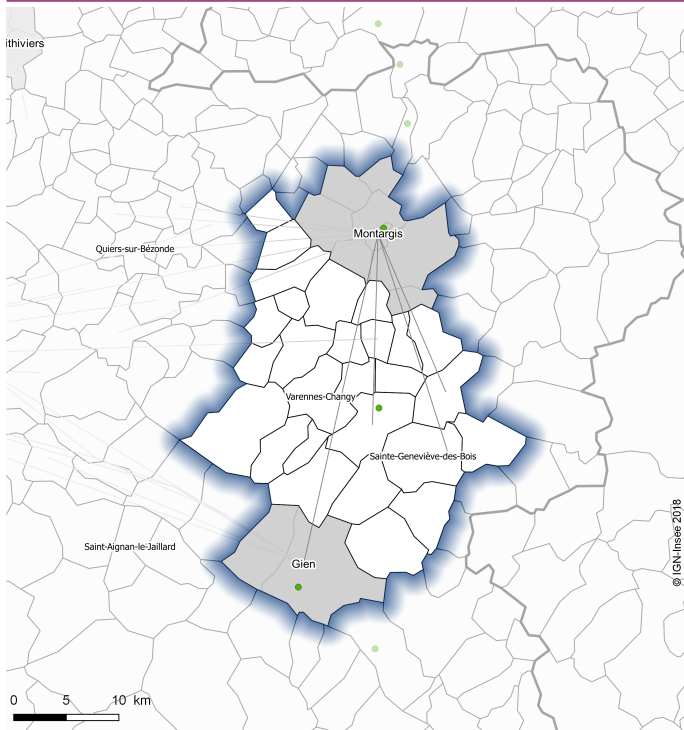 ithiviers
Montargis
Quiers-sur-Bézonde
Varennes-Changy
Sainte-Geneviève-des-Bois
Saint-Aignan-le-Jaillard
Gien
© IGN-Insee 2018
0 5 10 km